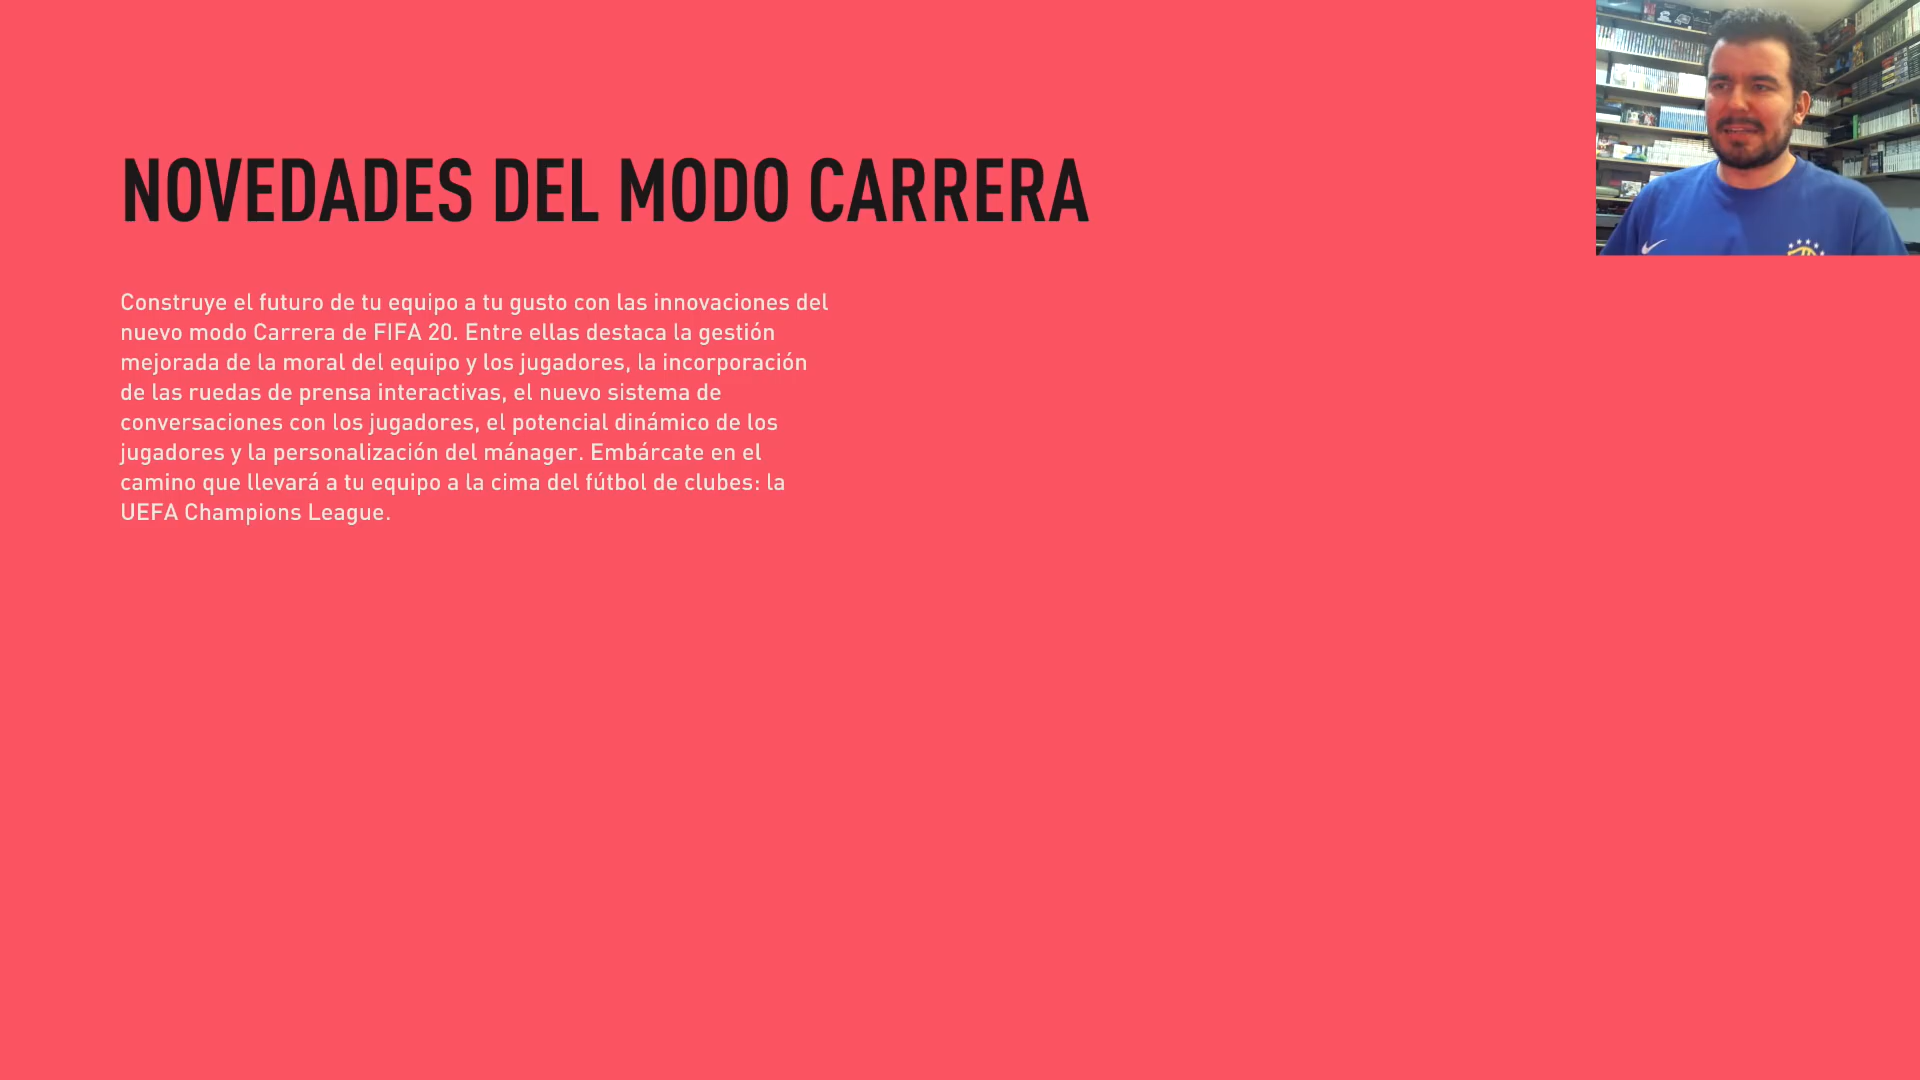 NOVEDADES DEL MODO CARRERA
Construye el futuro de tu equipo a tu gusto con las innovaciones del
nuevo modo Carrera de FIFA 20. Entre ellas destaca la gestión
mejorada de la moral del equipo y los jugadores, la incorporación
de las ruedas de prensa interactivas, el nuevo sistema de
conversaciones con los jugadores, el potencial dinámico de los
jugadores y la personalización del mánager. Embárcate en el
camino que llevará a tu equipo a la cima del fútbol de clubes: la
UEFA Champions League.